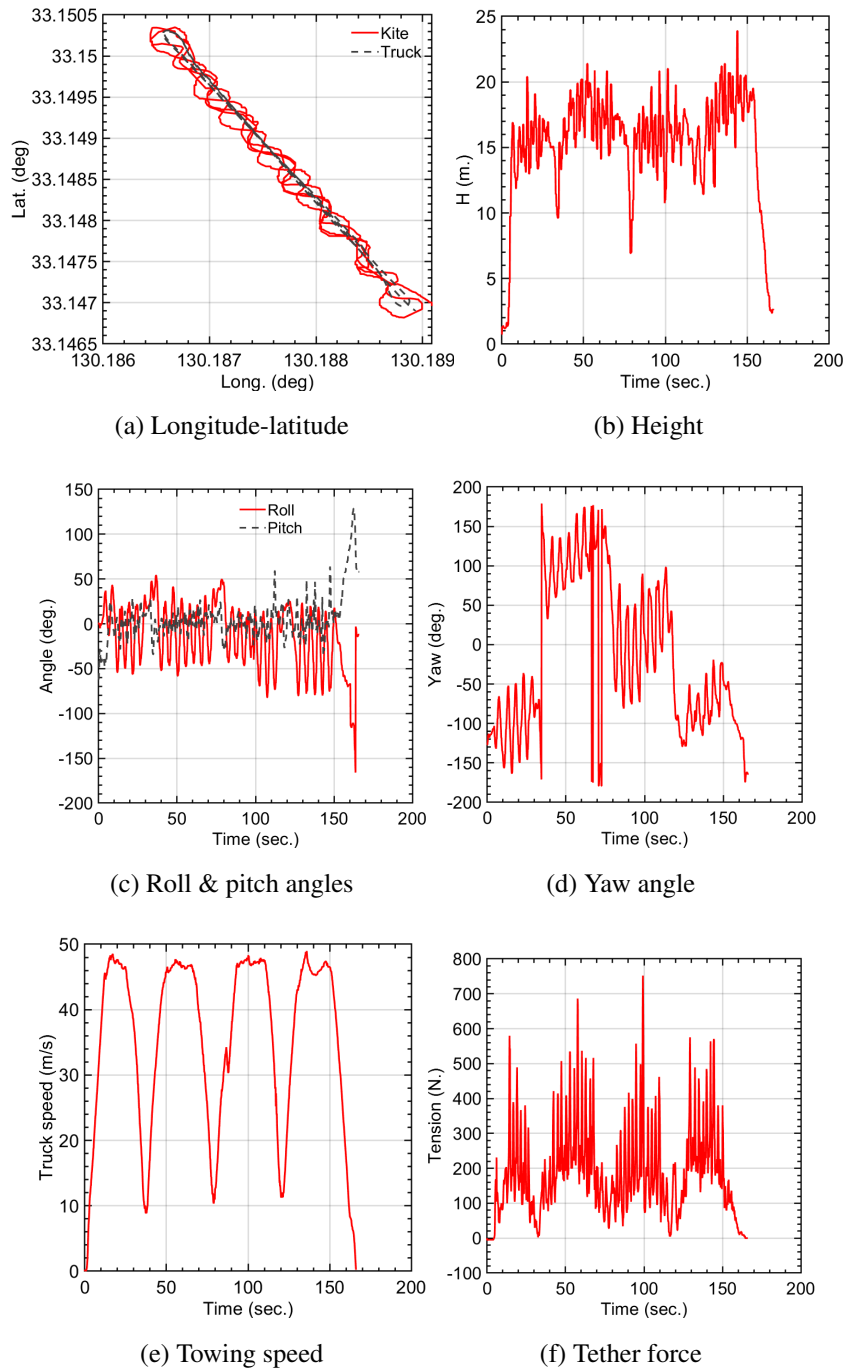 33.1505
33.15
33.1495
33.149
33.1485
33.148
33.1475
33.147
33.1465
Lat. (deg)
Kite
Truck
130.186 130.187 130.188 130.189
Long. (deg)
(a) Longitude-latitude
25
20
15
10
5
0
H (m.)
0 50 100 150 200
Time (sec.)
(b) Height
150
100
50
0
-50
-100
-150
-200
Angle (deg.)
Roll
Pitch
0 50 100 150 200
Time (sec.)
(c) Roll & pitch angles
200
150
100
50
0
-50
-100
-150
-200
Yaw (deg.)
0 50 100 150 200
Time (sec.)
(d) Yaw angle
50
40
30
20
10
0
Truck speed (m/s)
0 50 100 150 200
Time (sec.)
(e) Towing speed
800
700
600
500
400
300
200
100
0
-100
Tension (N.)
0 50 100 150 200
Time (sec.)
(f) Tether force